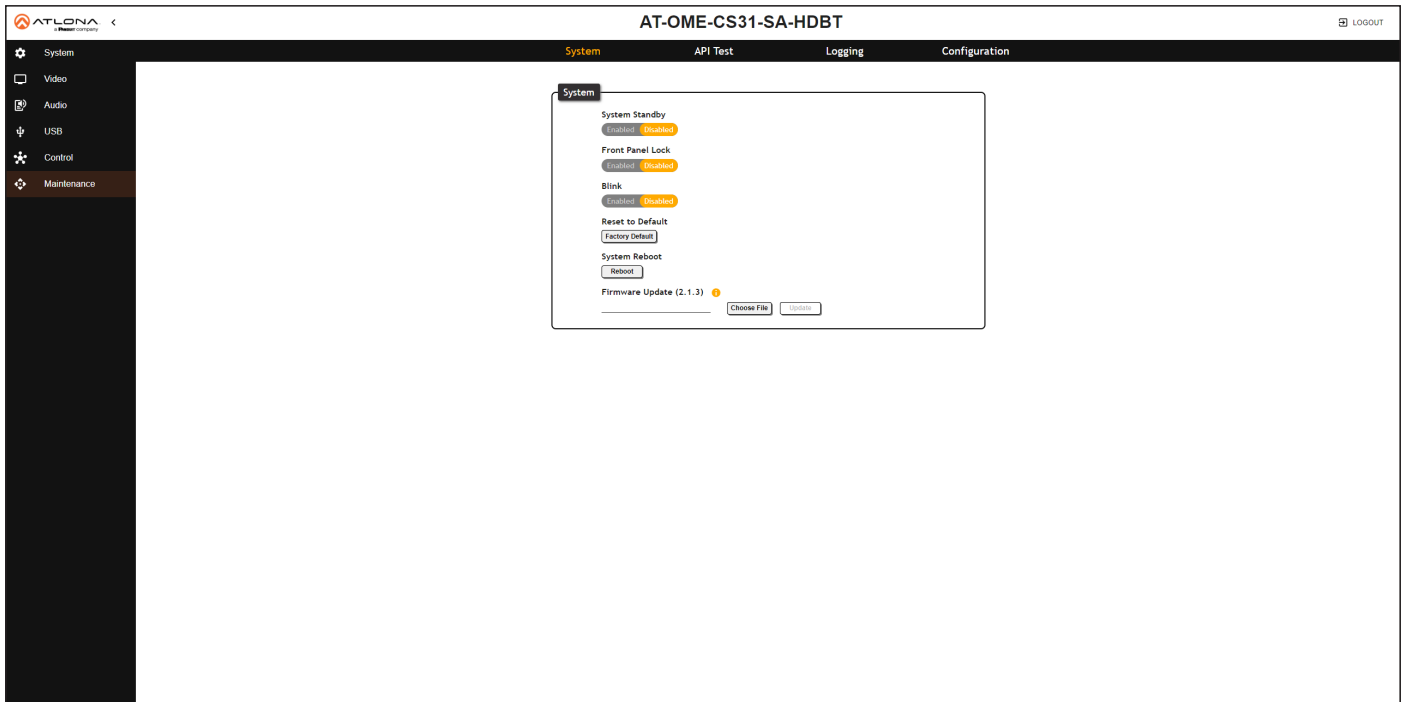 ATLONA.
a Panduit company
AT-OME-CS31-SA-HDBT
LOGOUT
System
Video
Audio
USB
Control
Maintenance
System API Test Logging Configuration
System
System Standby
Enabled Disabled
Front Panel Lock
Enabled Disabled
Blink
Enabled Disabled
Reset to Default
Factory Default
System Reboot
Reboot
Firmware Update (2.1.3)
Choose File Update